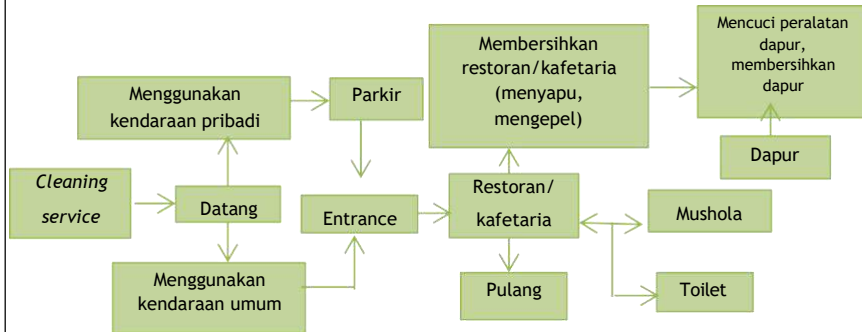 Cleaning
service
Datang
Menggunakan
kendaraan pribadi
Parkir
Menggunakan
kendaraan umum
Entrance
Restoran/
kafetaria
Membersihkan
restoran/kafetaria
(menyapu,
mengepel)
Mencuci peralatan
dapur,
membersihkan
dapur
Dapur
Mushola
Toilet
Pulang